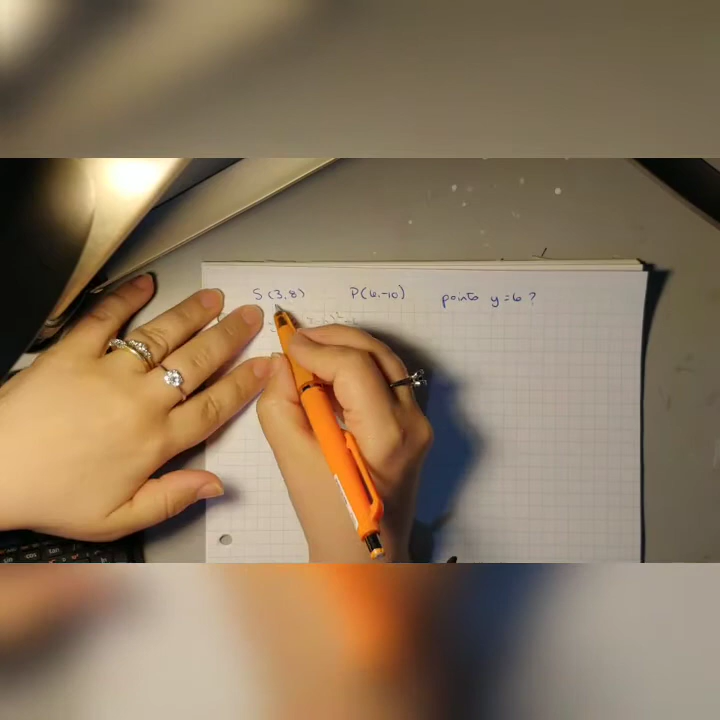 S (3,8) P(6,-10) points y=6 ?